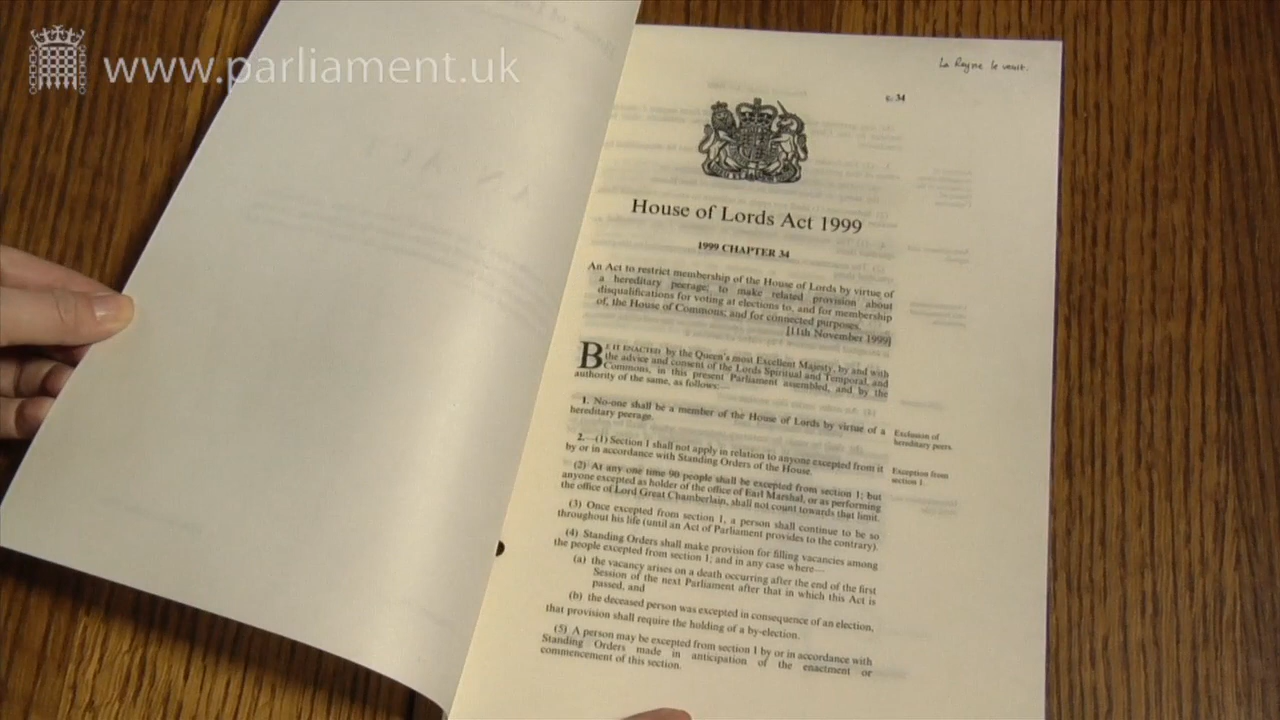 www.parliament.uk
La Reyne le veult.
c. 34
House of Lords Act 1999
1999 CHAPTER 34
An Act to restrict membership of the House of Lords by virtue of
a hereditary peerage; to make related provision about
disqualifications for voting at elections to, and for membership
of, the House of Commons; and for connected purposes.
[11th November 1999]
BE IT ENACTED by the Queen's most Excellent Majesty, by and with
the advice and consent of the Lords Spiritual and Temporal, and
Commons, in this present Parliament assembled, and by the
authority of the same, as follows:—
1. No-one shall be a member of the House of Lords by virtue of a
hereditary peerage.
Exclusion of
hereditary peers.
2.—(1) Section 1 shall not apply in relation to anyone excepted from it
by or in accordance with Standing Orders of the House.
Exception from
section 1.
(2) At any one time 90 people shall be excepted from section 1; but
anyone excepted as holder of the office of Earl Marshal, or as performing
the office of Lord Great Chamberlain, shall not count towards that limit.
(3) Once excepted from section 1, a person shall continue to be so
throughout his life (until an Act of Parliament provides to the contrary).
(4) Standing Orders shall make provision for filling vacancies among
the people excepted from section 1; and in any case where—
(a) the vacancy arises on a death occurring after the end of the first
Session of the next Parliament after that in which this Act is
passed, and
(b) the deceased person was excepted in consequence of an election,
that provision shall require the holding of a by-election.
(5) A person may be excepted from section 1 by or in accordance with
Standing Orders made in anticipation of the enactment or
commencement of this section.